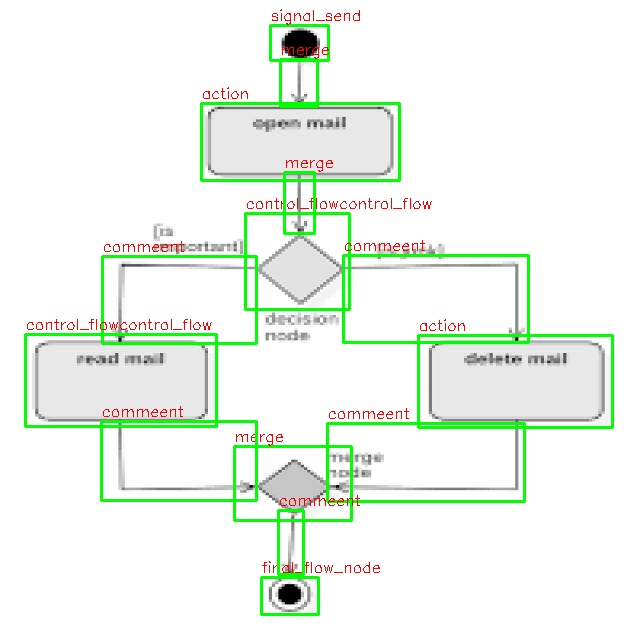 signal_send
merge
action
open mail
merge
control_flowcontrol_flow
[is
important]
commeent
commeent
decision
node
control_flowcontrol_flow
read mail
action
delete mail
commeent
commeent
merge
merge
node
commeent
final_flow_node